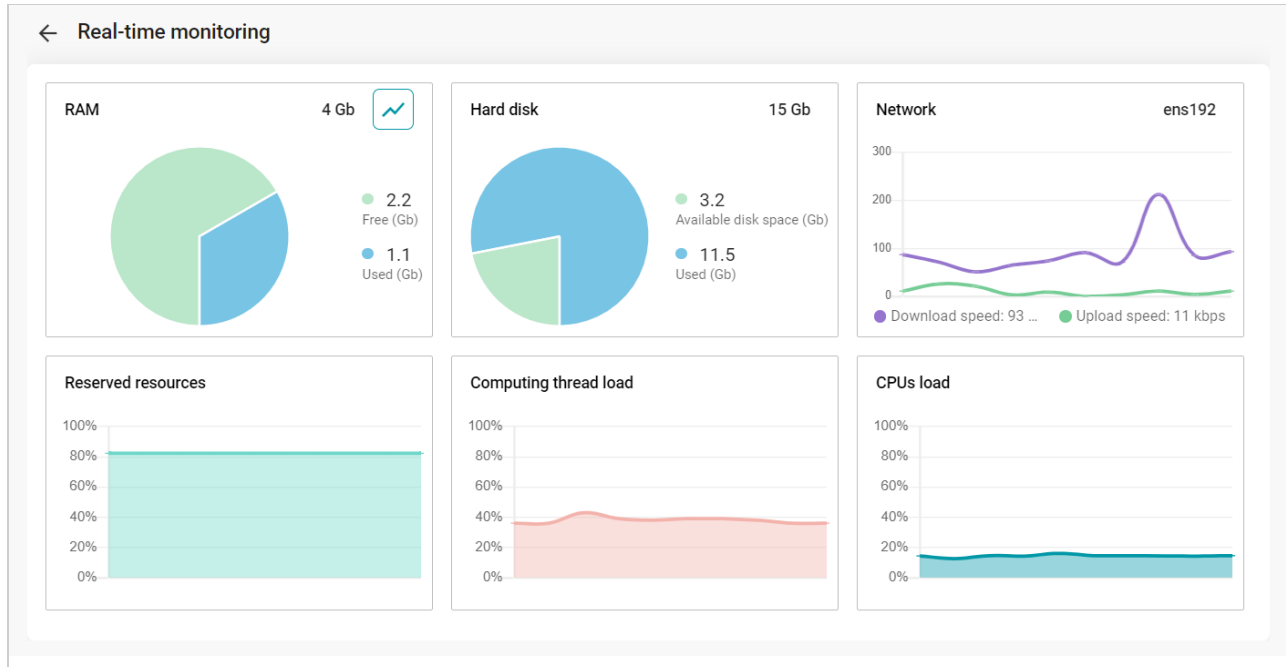 Real-time monitoring
RAM 4 Gb
2.2
Free (Gb)
1.1
Used (Gb)
Hard disk 15 Gb
3.2
Available disk space (Gb)
11.5
Used (Gb)
Network ens192
300
200
100
0
Download speed: 93 ... Upload speed: 11 kbps
Reserved resources
100%
80%
60%
40%
20%
0%
Computing thread load
100%
80%
60%
40%
20%
0%
CPUs load
100%
80%
60%
40%
20%
0%